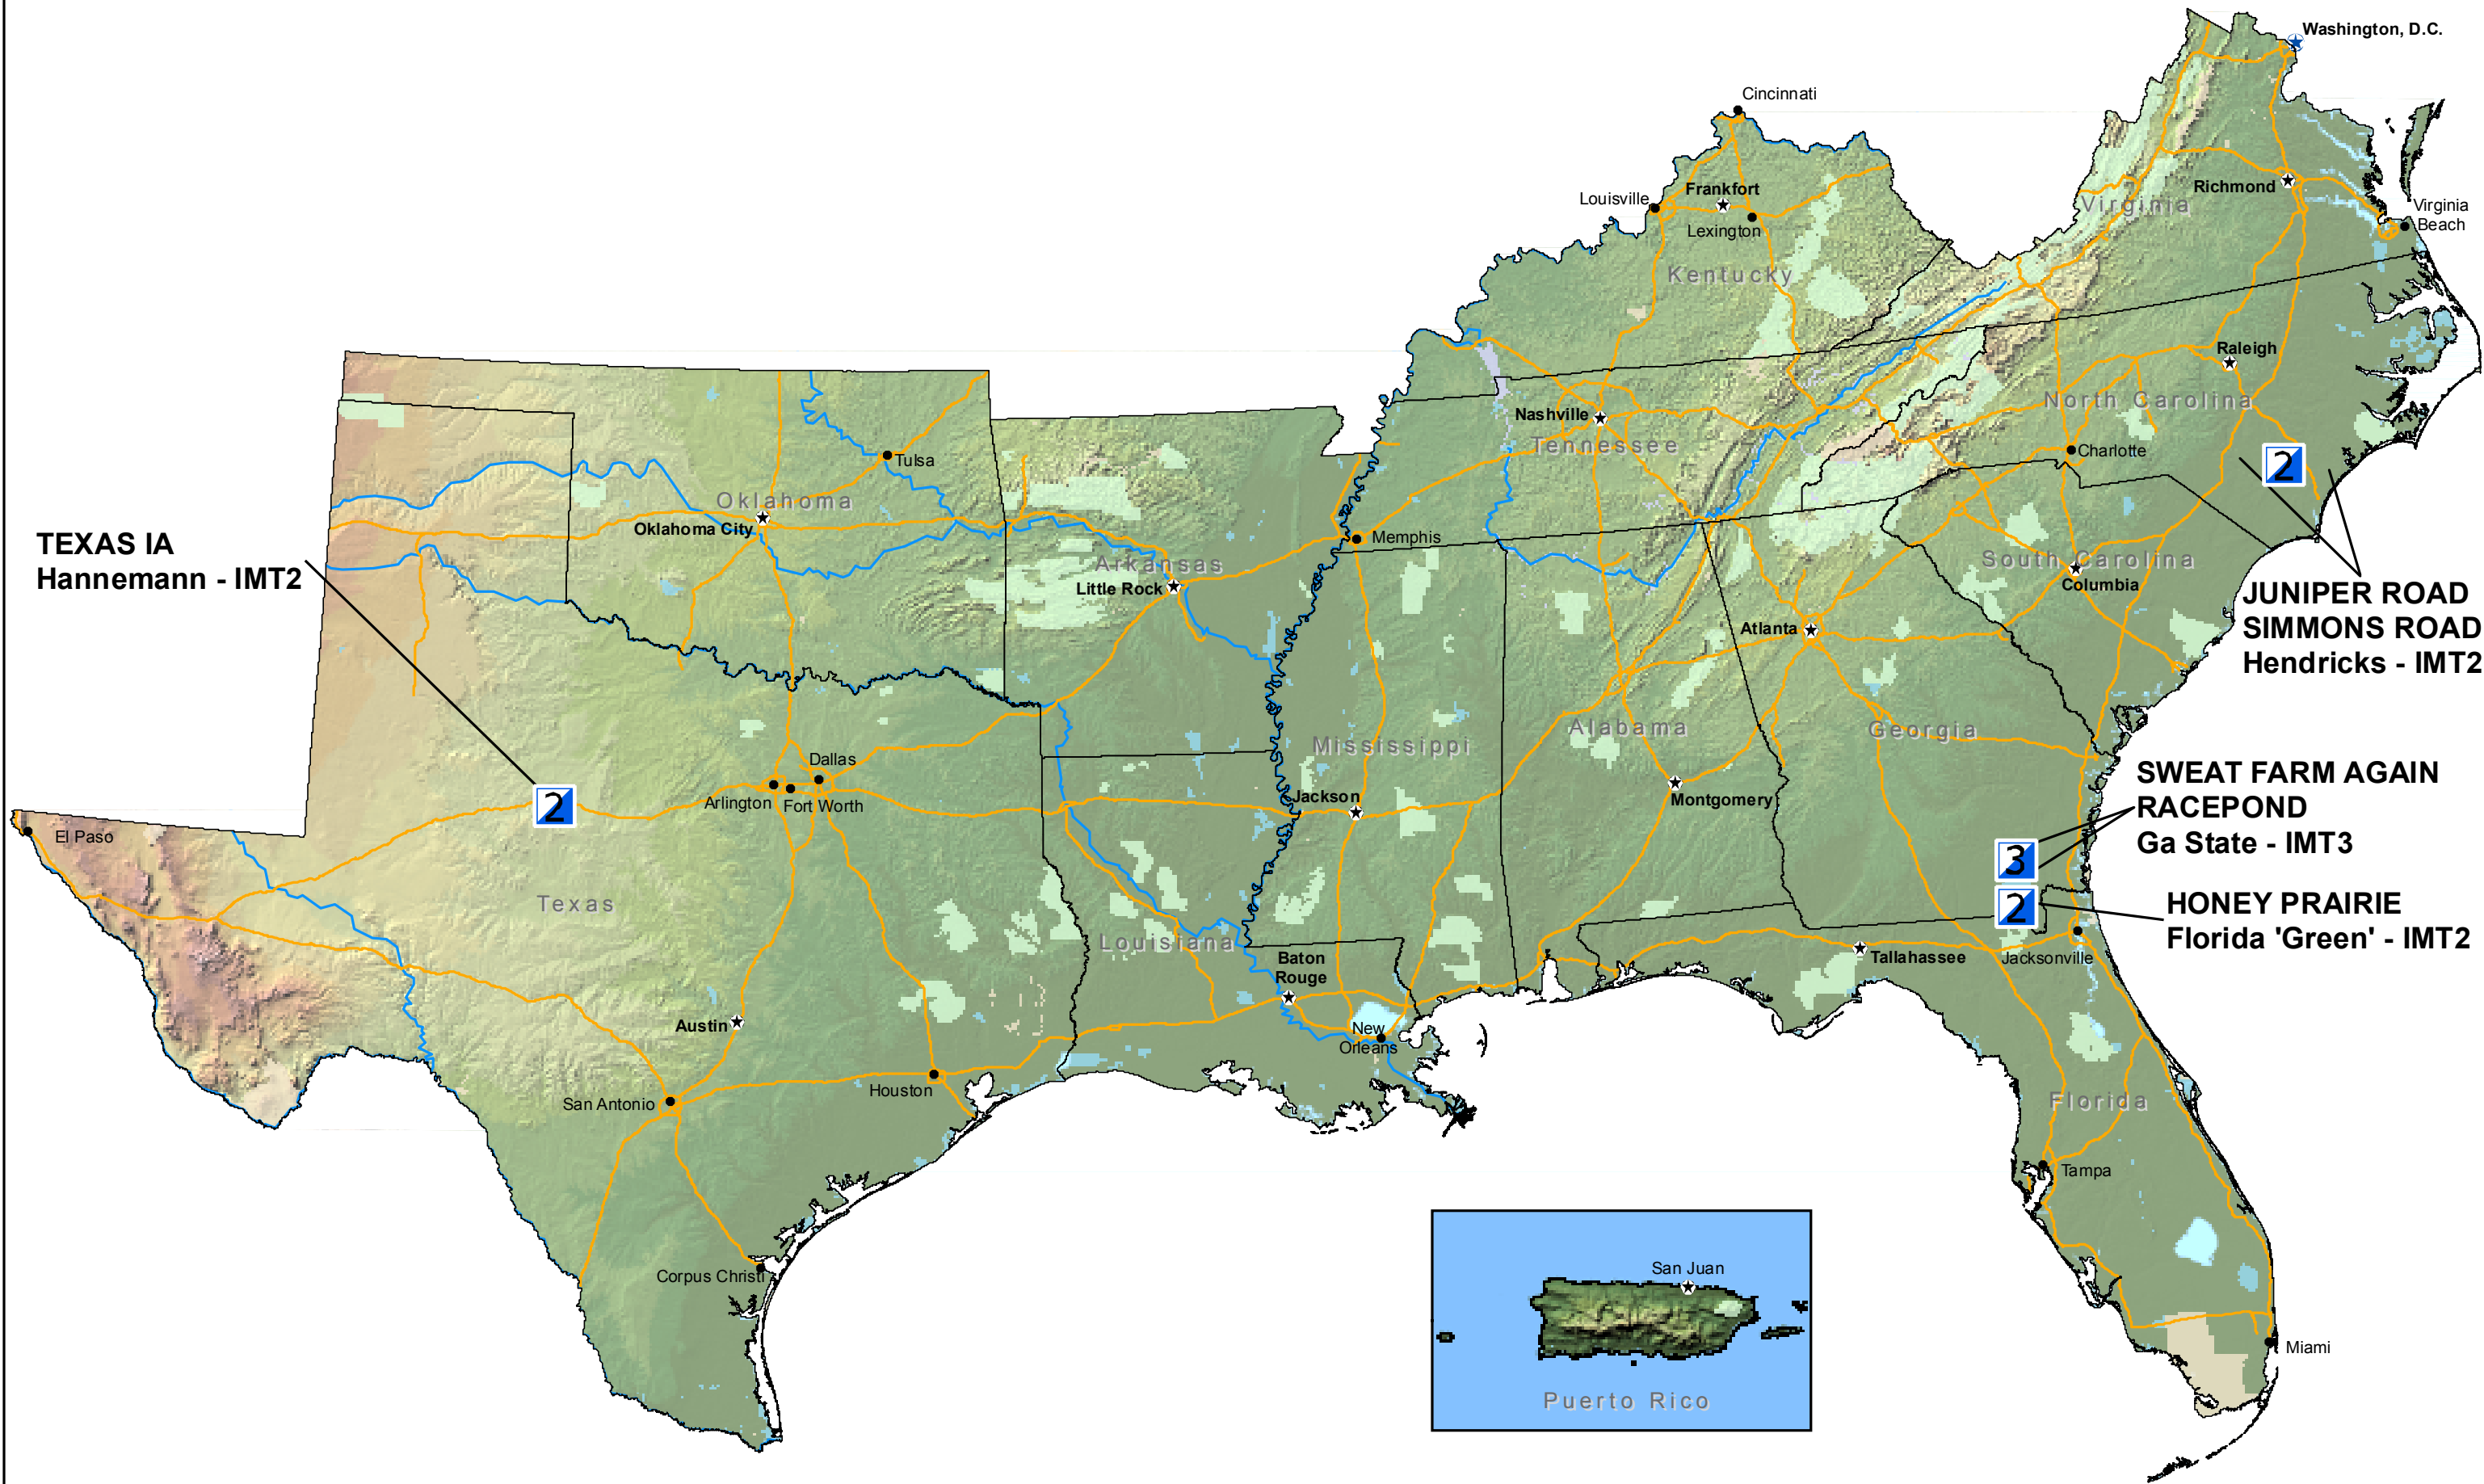 Washington, D.C.
Cincinnati
Louisville
Frankfort
Lexington
Richmond
Virginia
Virginia
Beach
Kentucky
Raleigh
North Carolina
Nashville
Tennessee
Charlotte
2
Tulsa
Oklahoma
Oklahoma City
Memphis
Arkansas
Little Rock
South Carolina
Columbia
TEXAS IA
Hannemann - IMT2
JUNIPER ROAD
SIMMONS ROAD
Hendricks - IMT2
Atlanta
Alabama
Georgia
Mississippi
Dallas
Arlington
Fort Worth
2
Jackson
Montgomery
SWEAT FARM AGAIN
RACEPOND
Ga State - IMT3
3
El Paso
Texas
2
HONEY PRAIRIE
Florida 'Green' - IMT2
Louisiana
Baton
Rouge
Tallahassee
Jacksonville
Austin
New
Orleans
Houston
San Antonio
Florida
Tampa
Corpus Christi
San Juan
Puerto Rico
Miami